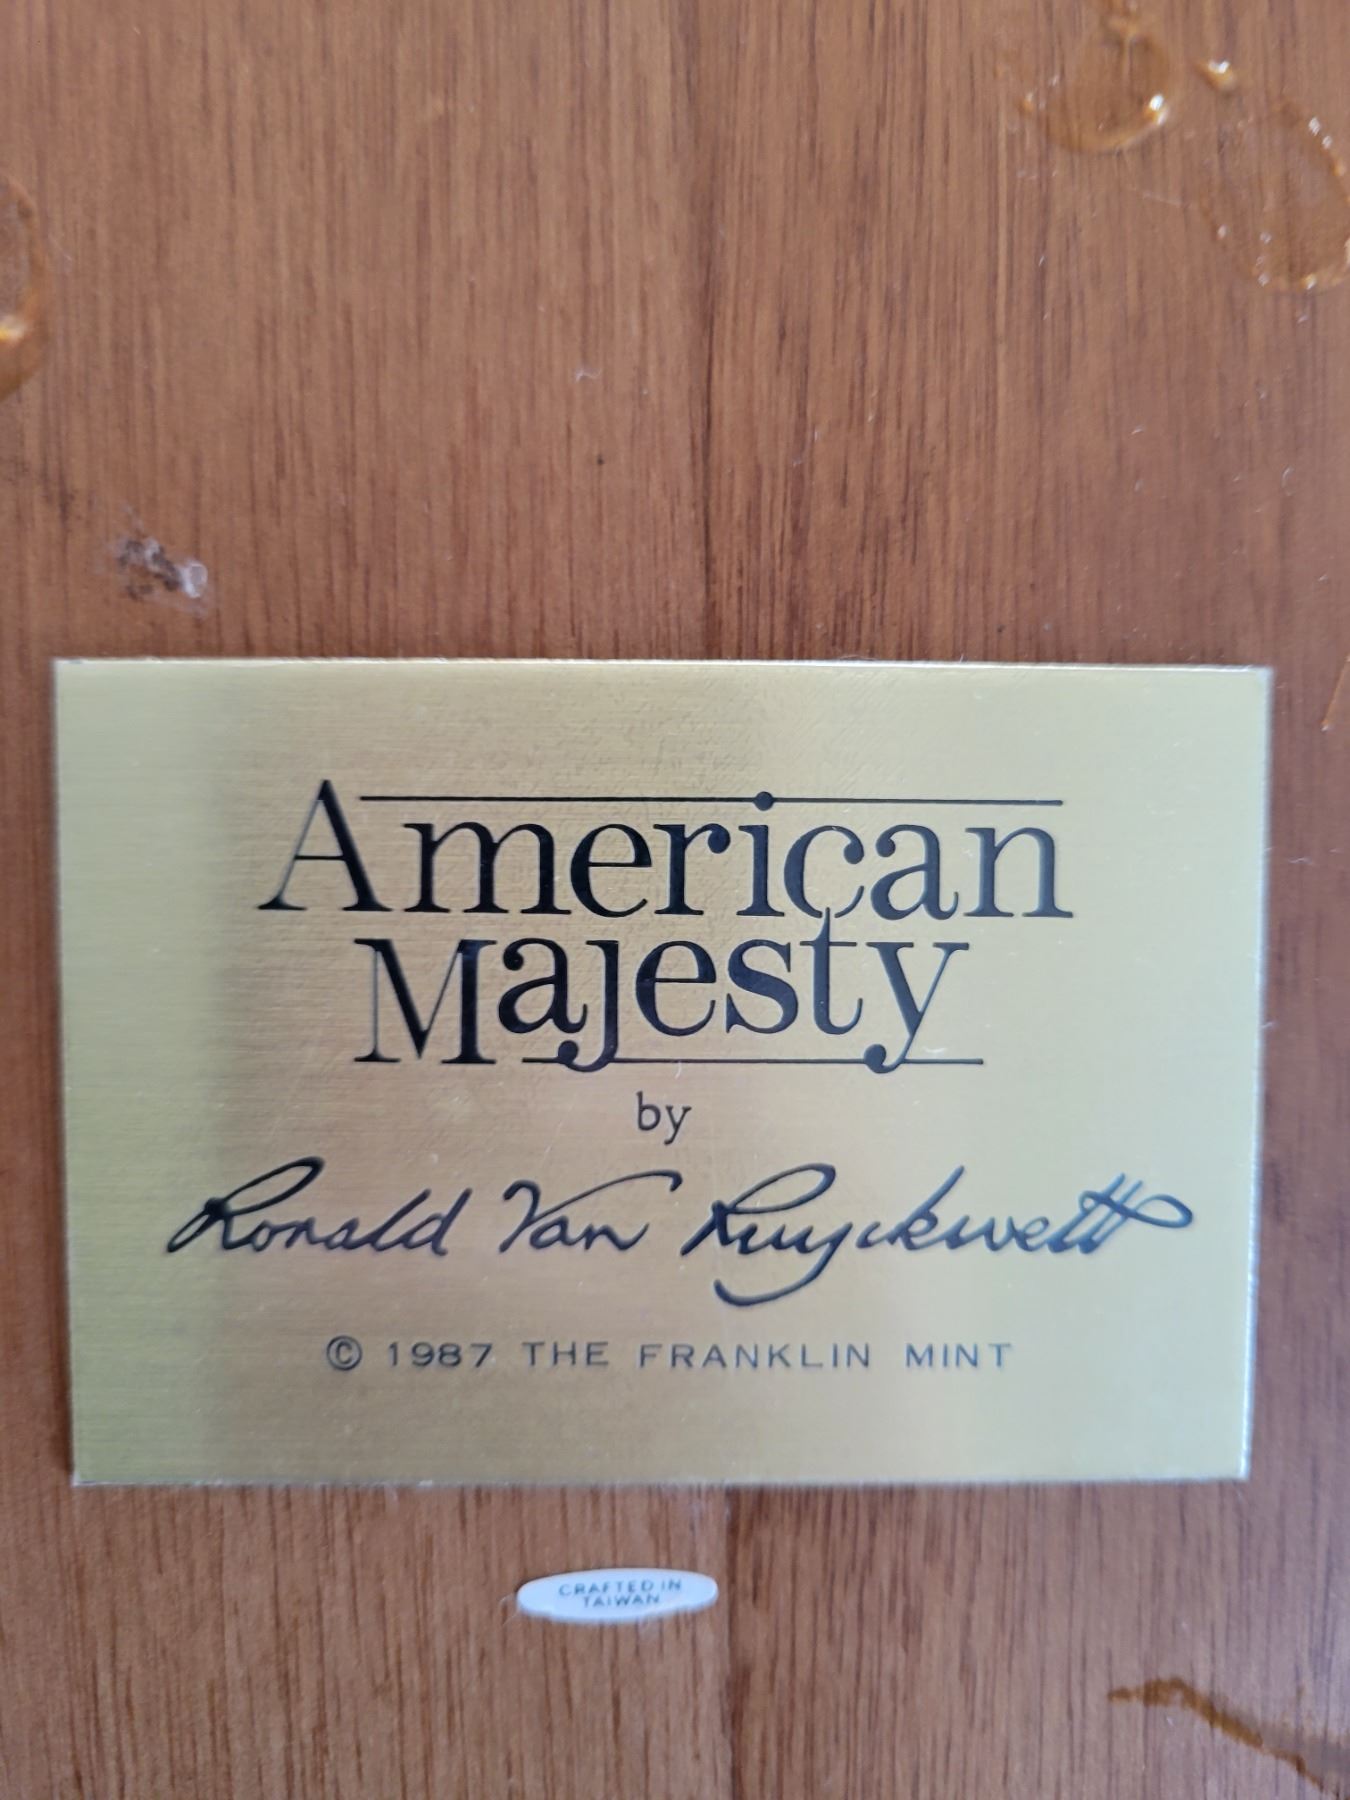 American
Majesty
by
Ronald Van Ruyckevelt
© 1987 THE FRANKLIN MINT
CRAFTED IN
TAIWAN